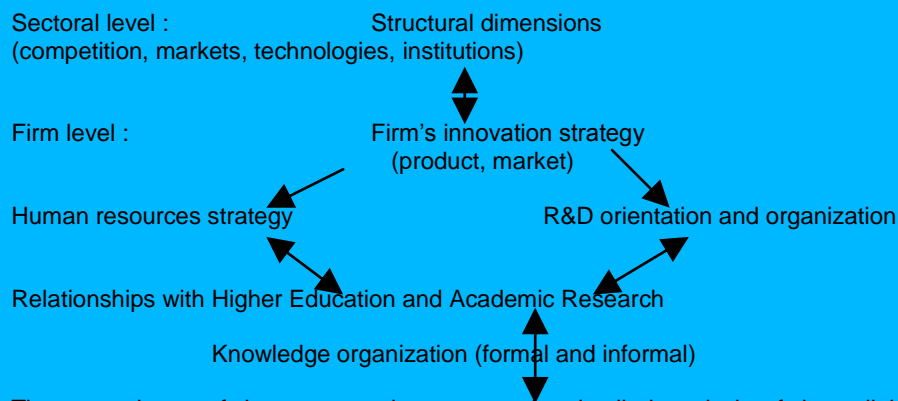 Sectoral level : Structural dimensions
(competition, markets, technologies, institutions)
Firm level : Firm's innovation strategy
(product, market)
Human resources strategy R&D orientation and organization
Relationships with Higher Education and Academic Research
Knowledge organization (formal and informal)